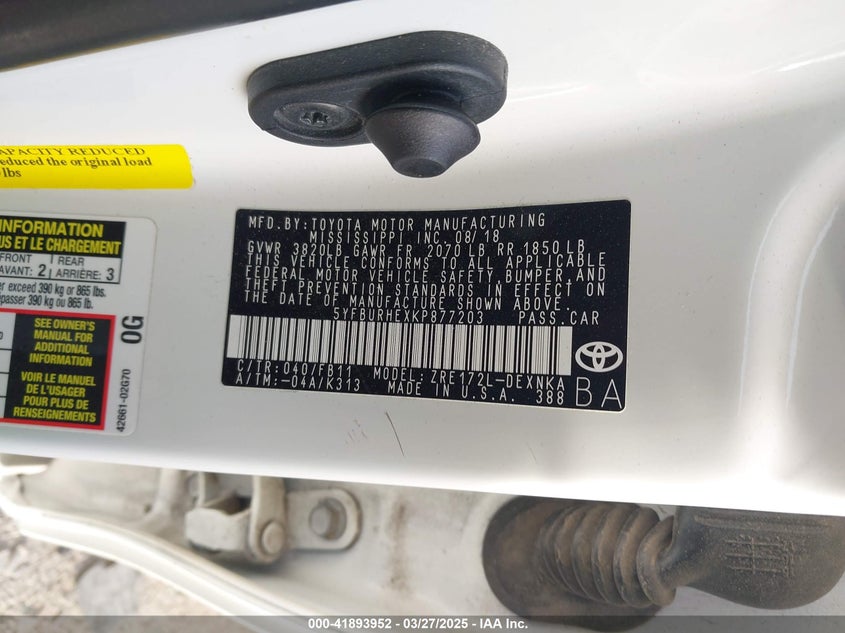 CAPACITY REDUCED
reduced the original load
lbs
INFORMATION
US ET LE CHARGEMENT
FRONT
AVANT: 2
REAR
ARRIÈRE: 3
exceed 390 kg or 865 lbs.
390 kg ou 865 lb.
SEE OWNER'S
MANUAL FOR
ADDITIONAL
INFORMATION
VOIR LE MANUEL
DE L'USAGER
POUR PLUS DE
RENSEIGNEMENTS
OG
42661-02G70
MFD.BY: TOYOTA MOTOR MANUFACTURING
MISSISSIPPI INC. 08/18
GVWR 3820LB GAWR FR 2070 LB RR 1850 LB
THIS VEHICLE CONFORMS TO ALL APPLICABLE
FEDERAL MOTOR VEHICLE SAFETY, BUMPER, AND
THEFT PREVENTION STANDARDS IN EFFECT ON
THE DATE OF MANUFACTURE SHOWN ABOVE.
5YFBURHEXKP877203 PASS.CAR
C/TR: 040/FB11 MODEL: ZRE172L-DEXNKA
A/TM: -04A/K313 MADE IN U.S.A. 388
BA
000-41893952 - 03/27/2025 - IAA Inc.